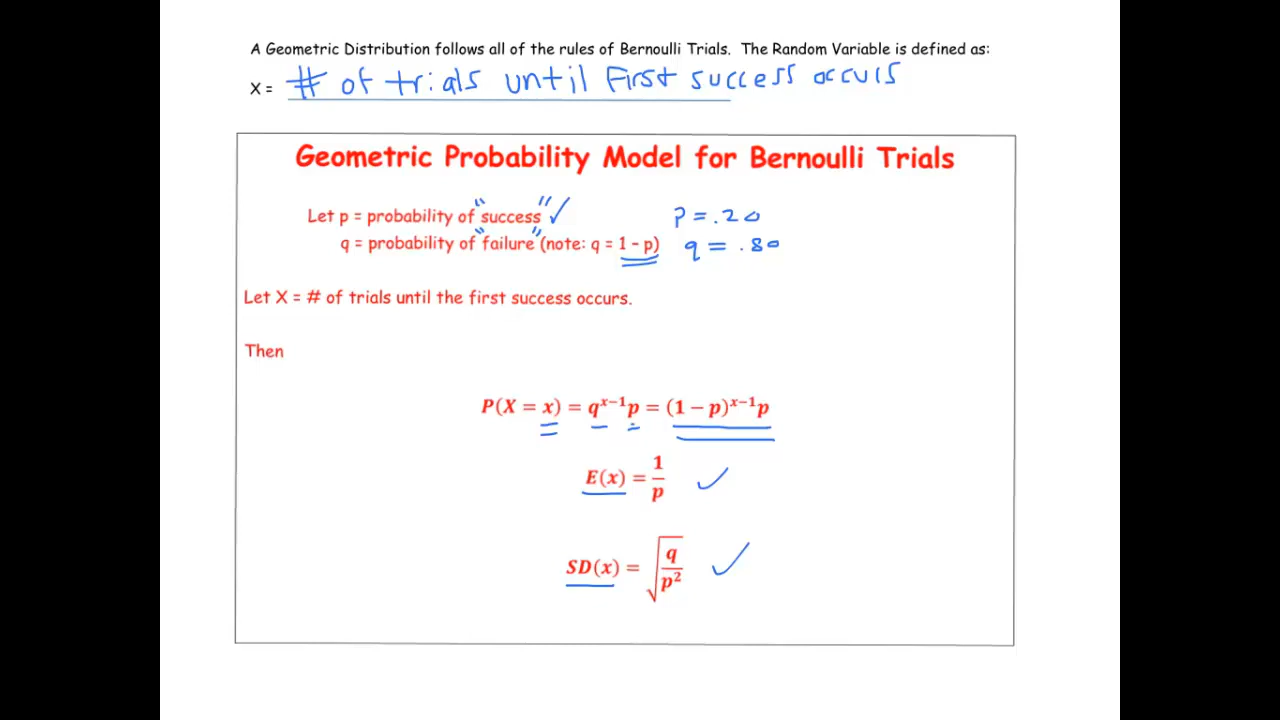 A Geometric Distribution follows all of the rules of Bernoulli Trials. The Random Variable is defined as:
X = # of trials until First success occurs
Geometric Probability Model for Bernoulli Trials
Let p = probability of "success" ✓ P = .20
q = probability of "failure" (note: q = 1 - p) q = .80
Let X = # of trials until the first success occurs.
Then
P(X = x) = q^{x−1}p = (1 − p)^{x−1}p
E(x) = 1/p ✓
SD(x) = √(q/p²) ✓